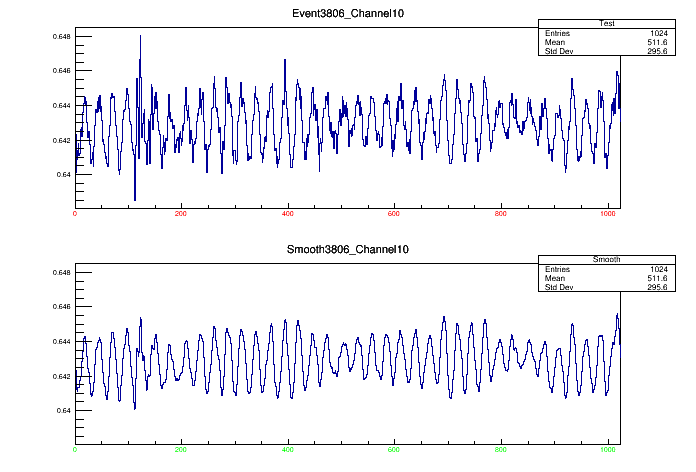 Event3806_Channel10
Test
Entries 1024
Mean 511.6
Std Dev 295.6
0.648
0.646
0.644
0.642
0.64
0 200 400 600 800 1000
Smooth3806_Channel10
Smooth
Entries 1024
Mean 511.6
Std Dev 295.6
0.648
0.646
0.644
0.642
0.64
0 200 400 600 800 1000